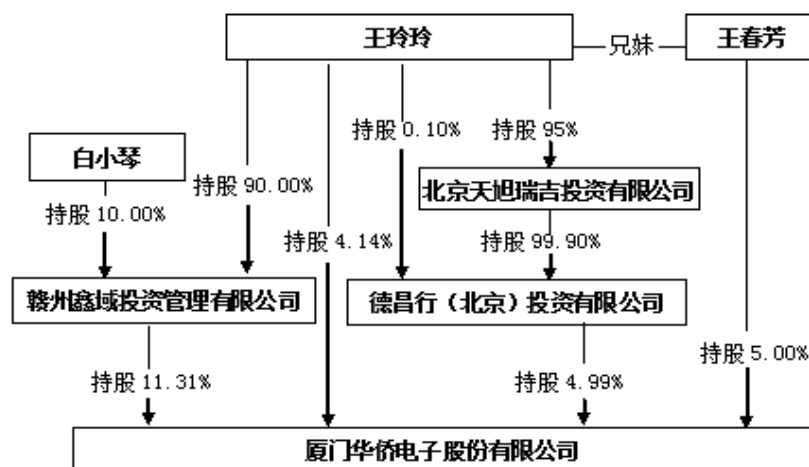 王玲玲
兄妹
王春芳
持股 0.10%
持股 95%
白小琴
持股 90.00%
北京天旭瑞吉投资有限公司
持股 10.00%
持股 4.14%
持股 99.90%
赣州鑫域投资管理有限公司
德昌行（北京）投资有限公司
持股 5.00%
持股 11.31%
持股 4.99%
厦门华侨电子股份有限公司